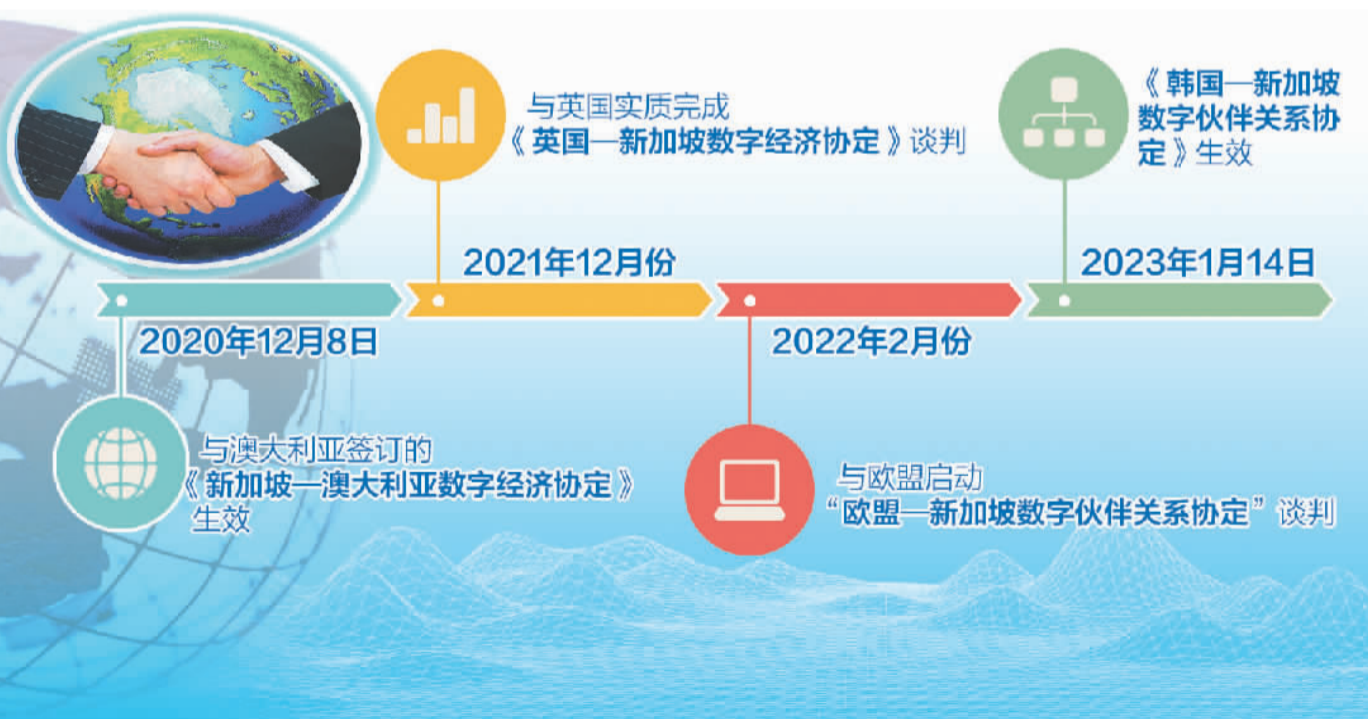 与英国实质完成
《英国—新加坡数字经济协定》谈判
《韩国—新加坡
数字伙伴关系协
定》生效
2021年12月份
2023年1月14日
2020年12月8日
2022年2月份
与澳大利亚签订的
《新加坡—澳大利亚数字经济协定》
生效
与欧盟启动
“欧盟—新加坡数字伙伴关系协定”谈判